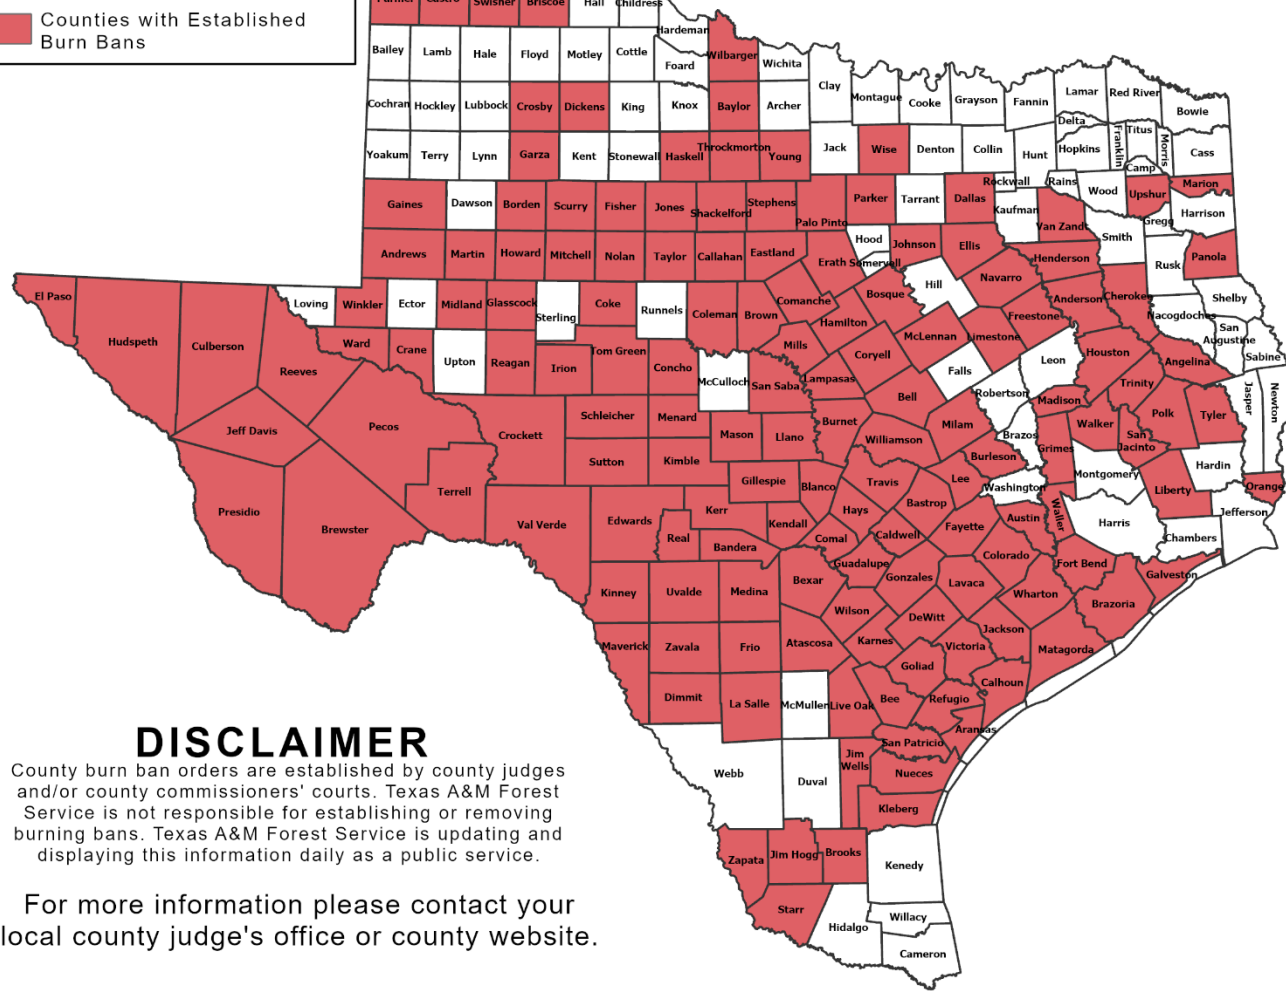 Counties with Established
Burn Bans
Parmer Castro Swisher Briscoe Hall Childress
Hardeman
Bailey Lamb Hale Floyd Motley Cottle
Foard Wilbarger Wichita
Clay Montague Cooke Grayson Fannin Lamar Red River Bowie
Cochran Hockley Lubbock Crosby Dickens King Knox Baylor Archer
Delta Titus Franklin Morris
Yoakum Terry Lynn Garza Kent Stonewall Haskell Throckmorton Young Jack Wise Denton Collin Hunt Hopkins Camp Cass
Rockwall Rains Wood Upshur Marion
Gaines Dawson Borden Scurry Fisher Jones Shackelford Stephens Palo Pinto Parker Tarrant Dallas Kaufman Van Zandt Gregg Harrison
Smith
Andrews Martin Howard Mitchell Nolan Taylor Callahan Eastland Erath Hood Somervell Johnson Ellis Henderson Rusk Panola
El Paso Loving Winkler Ector Midland Glasscock Sterling Coke Runnels Coleman Brown Comanche Bosque Hill Navarro Anderson Cherokee Nacogdoches Shelby
Hamilton Freestone San
Augustine
Sabine
Hudspeth Culberson Reeves Ward Crane Upton Reagan Irion Tom Green Concho McCulloch San Saba Mills Coryell McLennan Limestone Leon Houston Angelina
Lampasas Falls Robertson Trinity
Jeff Davis Pecos Crockett Schleicher Menard Mason Llano Burnet Bell Milam Madison Walker San
Jacinto
Polk Tyler Jasper Newton
Williamson Brazos Grimes
Sutton Kimble Gillespie Blanco Travis Burleson Lee Washington Montgomery Liberty Hardin Orange
Presidio Brewster Terrell Val Verde Edwards Kerr Kendall Hays Bastrop Caldwell Fayette Austin Waller Harris Jefferson
Chambers
Real Bandera Comal Guadalupe Gonzales Colorado Fort Bend Galveston
Kinney Uvalde Medina Bexar Wilson Lavaca Wharton Brazoria
DeWitt
Maverick Zavala Frio Atascosa Karnes Victoria Jackson Matagorda
Goliad
Dimmit La Salle McMullen Live Oak Bee Refugio Calhoun
Aransas
San Patricio
Webb Duval Jim
Wells
Nueces
Kleberg
Zapata Jim Hogg Brooks Kenedy
Starr Hidalgo Willacy
Cameron
DISCLAIMER
County burn ban orders are established by county judges
and/or county commissioners' courts. Texas A&M Forest
Service is not responsible for establishing or removing
burning bans. Texas A&M Forest Service is updating and
displaying this information daily as a public service.
For more information please contact your
local county judge's office or county website.